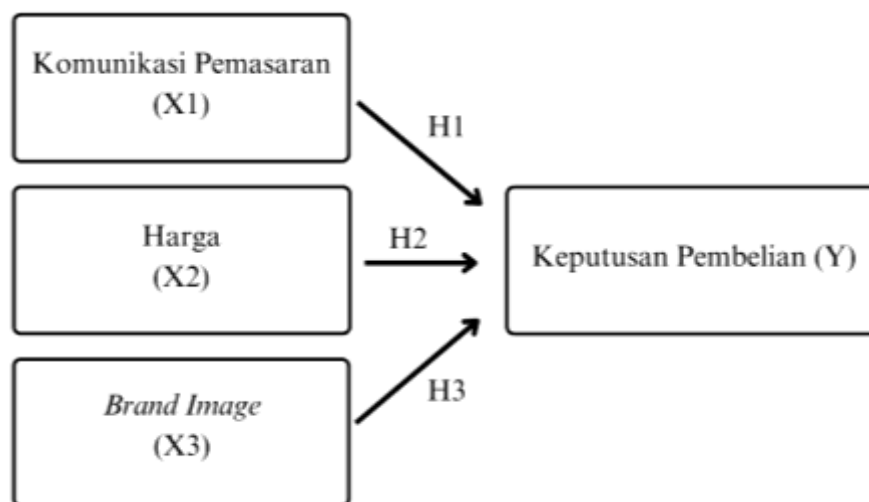 Komunikasi Pemasaran
(X1)
H1
Harga
(X2)
H2
Keputusan Pembelian (Y)
Brand Image
(X3)
H3